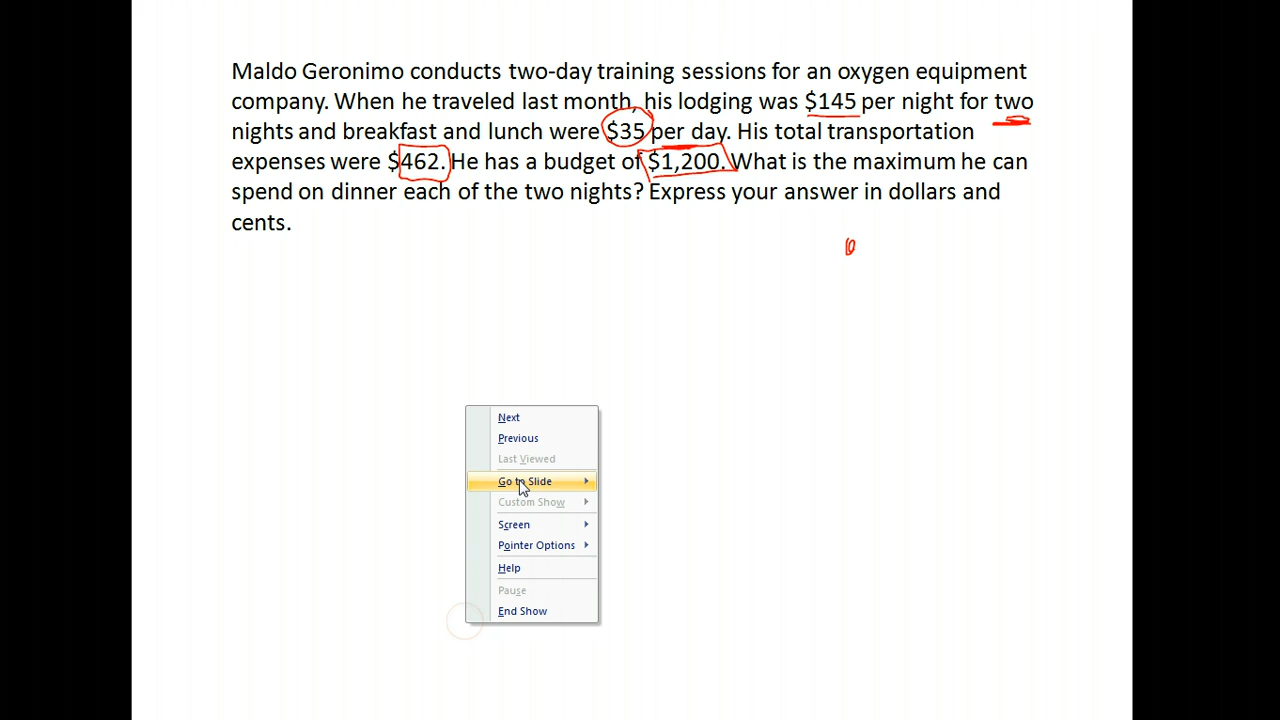 Maldo Geronimo conducts two-day training sessions for an oxygen equipment
company. When he traveled last month, his lodging was $145 per night for two
nights and breakfast and lunch were $35 per day. His total transportation
expenses were $462. He has a budget of $1,200. What is the maximum he can
spend on dinner each of the two nights? Express your answer in dollars and
cents.
Next
Previous
Last Viewed
Go to Slide
Custom Show
Screen
Pointer Options
Help
Pause
End Show